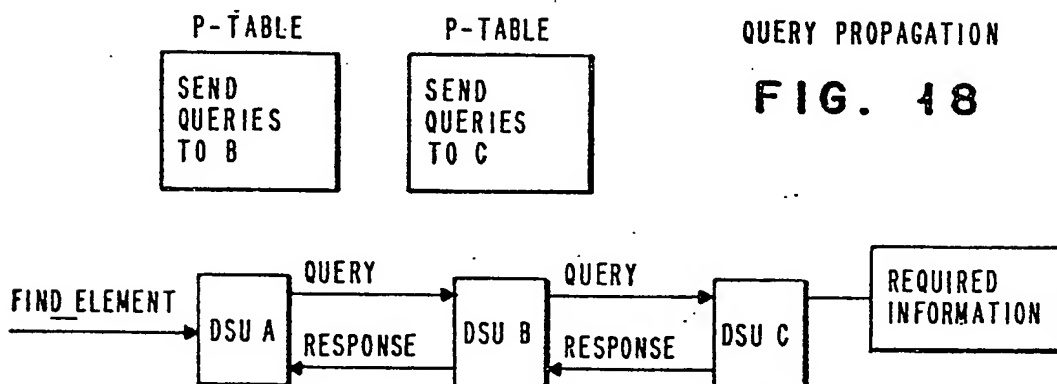 P-TABLE
P-TABLE
QUERY PROPAGATION
FIG. 18
SEND
QUERIES
TO B
SEND
QUERIES
TO C
FIND_ELEMENT
DSU A
QUERY
RESPONSE
DSU B
QUERY
RESPONSE
DSU C
REQUIRED
INFORMATION